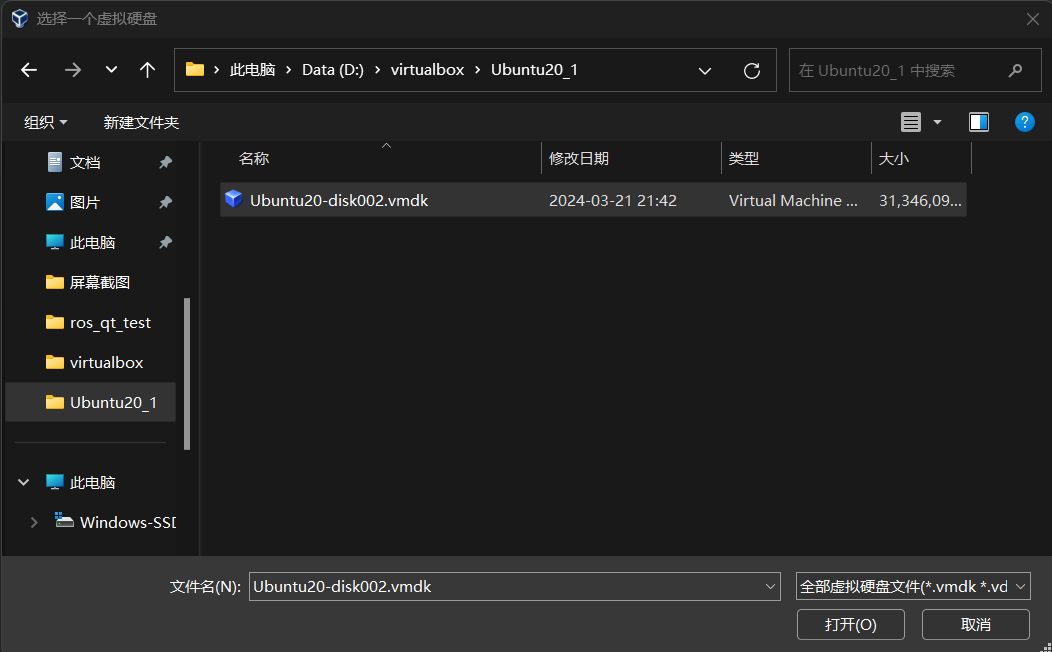 选择一个虚拟硬盘
此电脑 › Data (D:) › virtualbox › Ubuntu20_1
在 Ubuntu20_1 中搜索
组织 新建文件夹
名称 修改日期 类型 大小
Ubuntu20-disk002.vmdk 2024-03-21 21:42 Virtual Machine ... 31,346,09...
文档
图片
此电脑
屏幕截图
ros_qt_test
virtualbox
Ubuntu20_1
此电脑
Windows-SSD
文件名(N): Ubuntu20-disk002.vmdk 全部虚拟硬盘文件(*.vmdk *.vd
打开(O) 取消